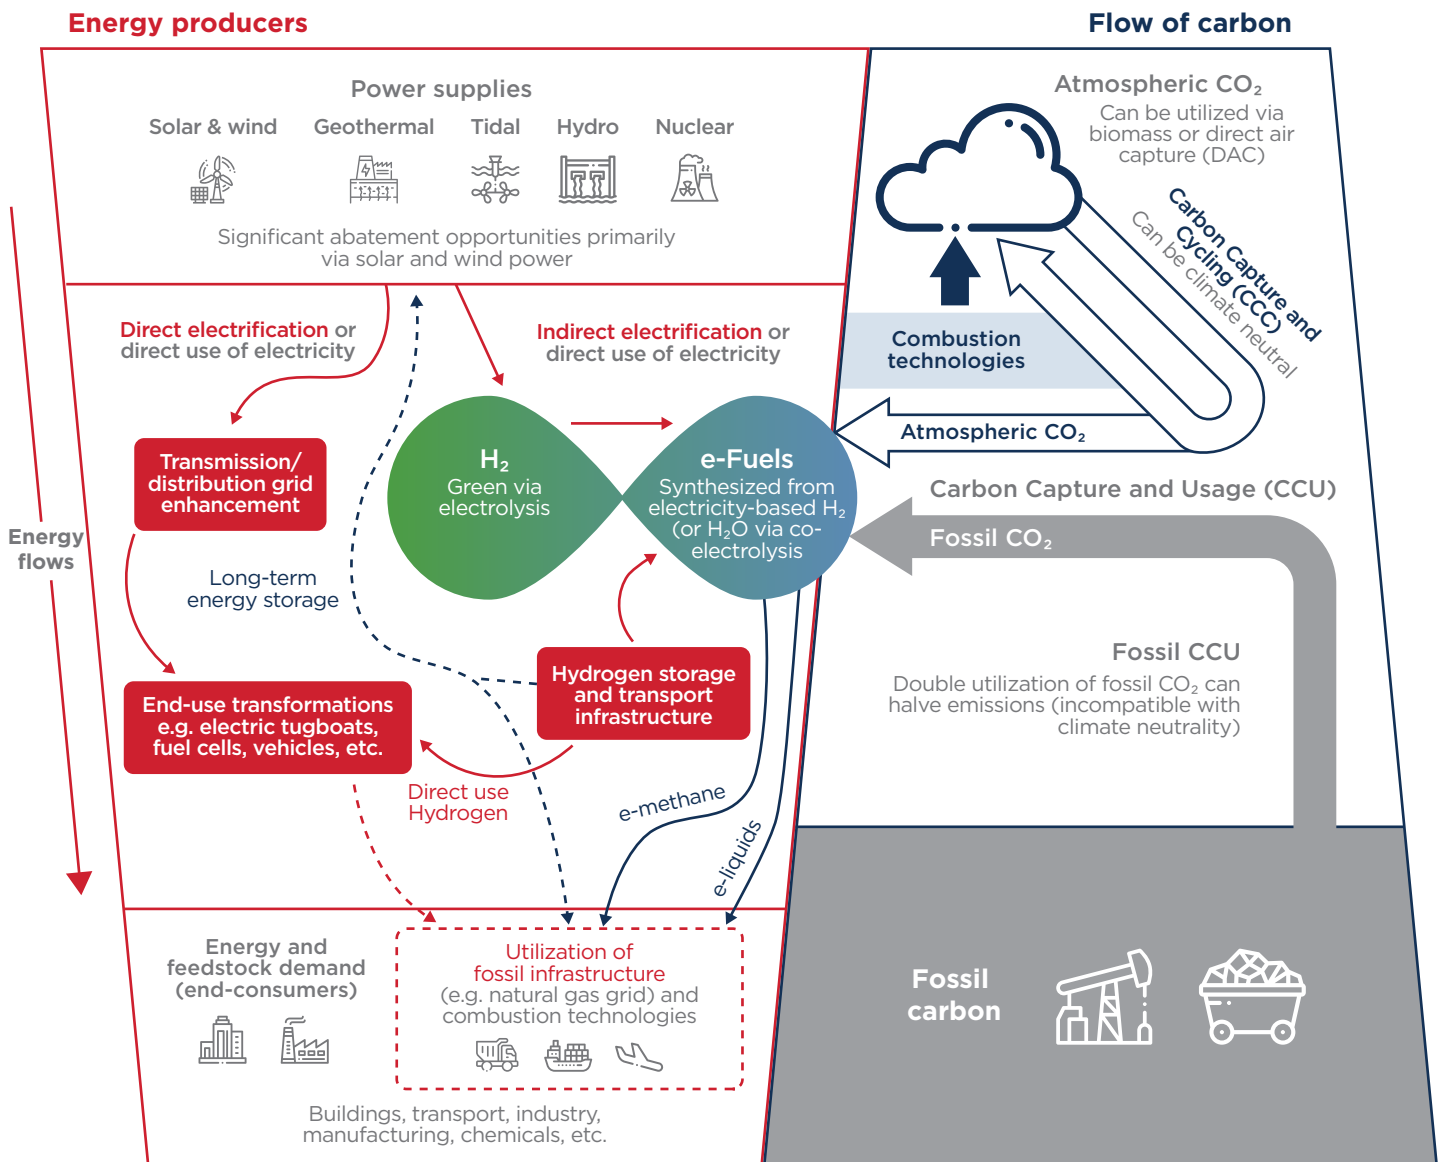 Energy producers
Flow of carbon
Power supplies
Solar & wind
Geothermal
Tidal
Hydro
Nuclear
Significant abatement opportunities primarily
via solar and wind power
Atmospheric CO₂
Can be utilized via
biomass or direct air
capture (DAC)
Carbon Capture and
Cycling (CCC)
Can be climate neutral
Direct electrification or
direct use of electricity
Indirect electrification or
direct use of electricity
Combustion
technologies
Atmospheric CO₂
H₂
Green via
electrolysis
e-Fuels
Synthesized from
electricity-based H₂
(or H₂O via co-
electrolysis
Transmission/
distribution grid
enhancement
Carbon Capture and Usage (CCU)
Fossil CO₂
Energy
flows
Long-term
energy storage
Hydrogen storage
and transport
infrastructure
Fossil CCU
Double utilization of fossil CO₂ can
halve emissions (incompatible with
climate neutrality)
End-use transformations
e.g. electric tugboats,
fuel cells, vehicles, etc.
Direct use
Hydrogen
e-methane
e-liquids
Energy and
feedstock demand
(end-consumers)
Utilization of
fossil infrastructure
(e.g. natural gas grid) and
combustion technologies
Fossil
carbon
Buildings, transport, industry,
manufacturing, chemicals, etc.